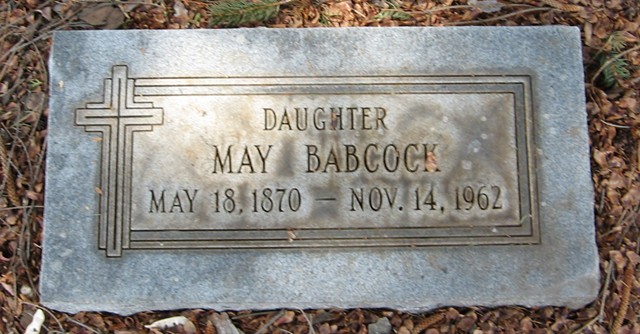 DAUGHTER
MAY BABCOCK
MAY 18, 1870 — NOV. 14, 1962